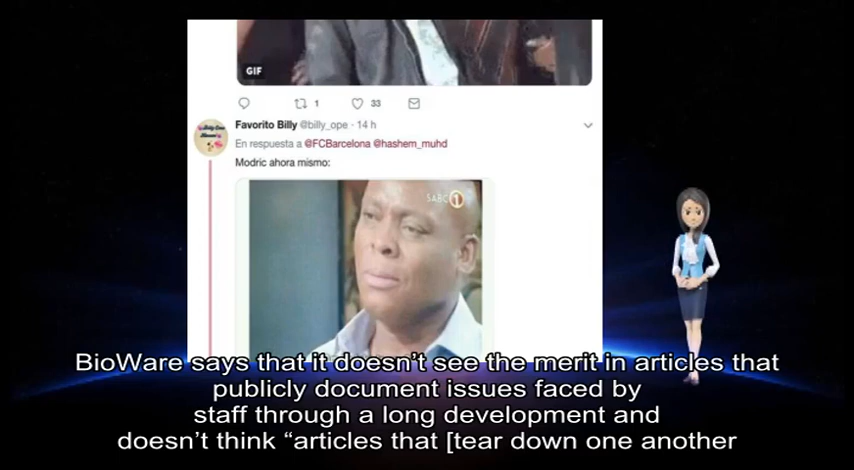 GIF
1 33
Favorito Billy @billy_ope · 14 h
En respuesta a @FCBarcelona @hashem_muhd
Modric ahora mismo:
SABC 1
BioWare says that it doesn't see the merit in articles that
publicly document issues faced by
staff through a long development and
doesn't think “articles that [tear down one another